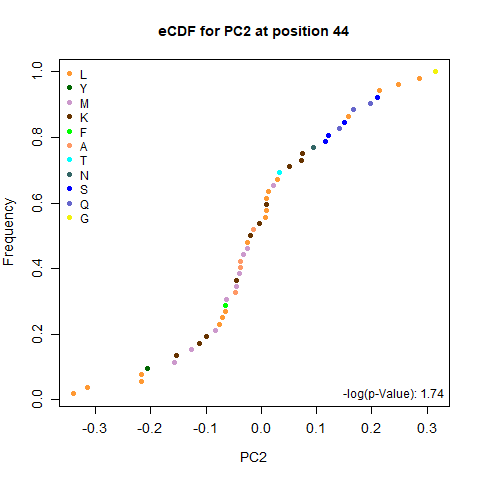 eCDF for PC2 at position 44
Frequency
1.0
0.8
0.6
0.4
0.2
0.0
L
Y
M
K
F
A
T
N
S
Q
G
-log(p-Value): 1.74
-0.3 -0.2 -0.1 0.0 0.1 0.2 0.3
PC2